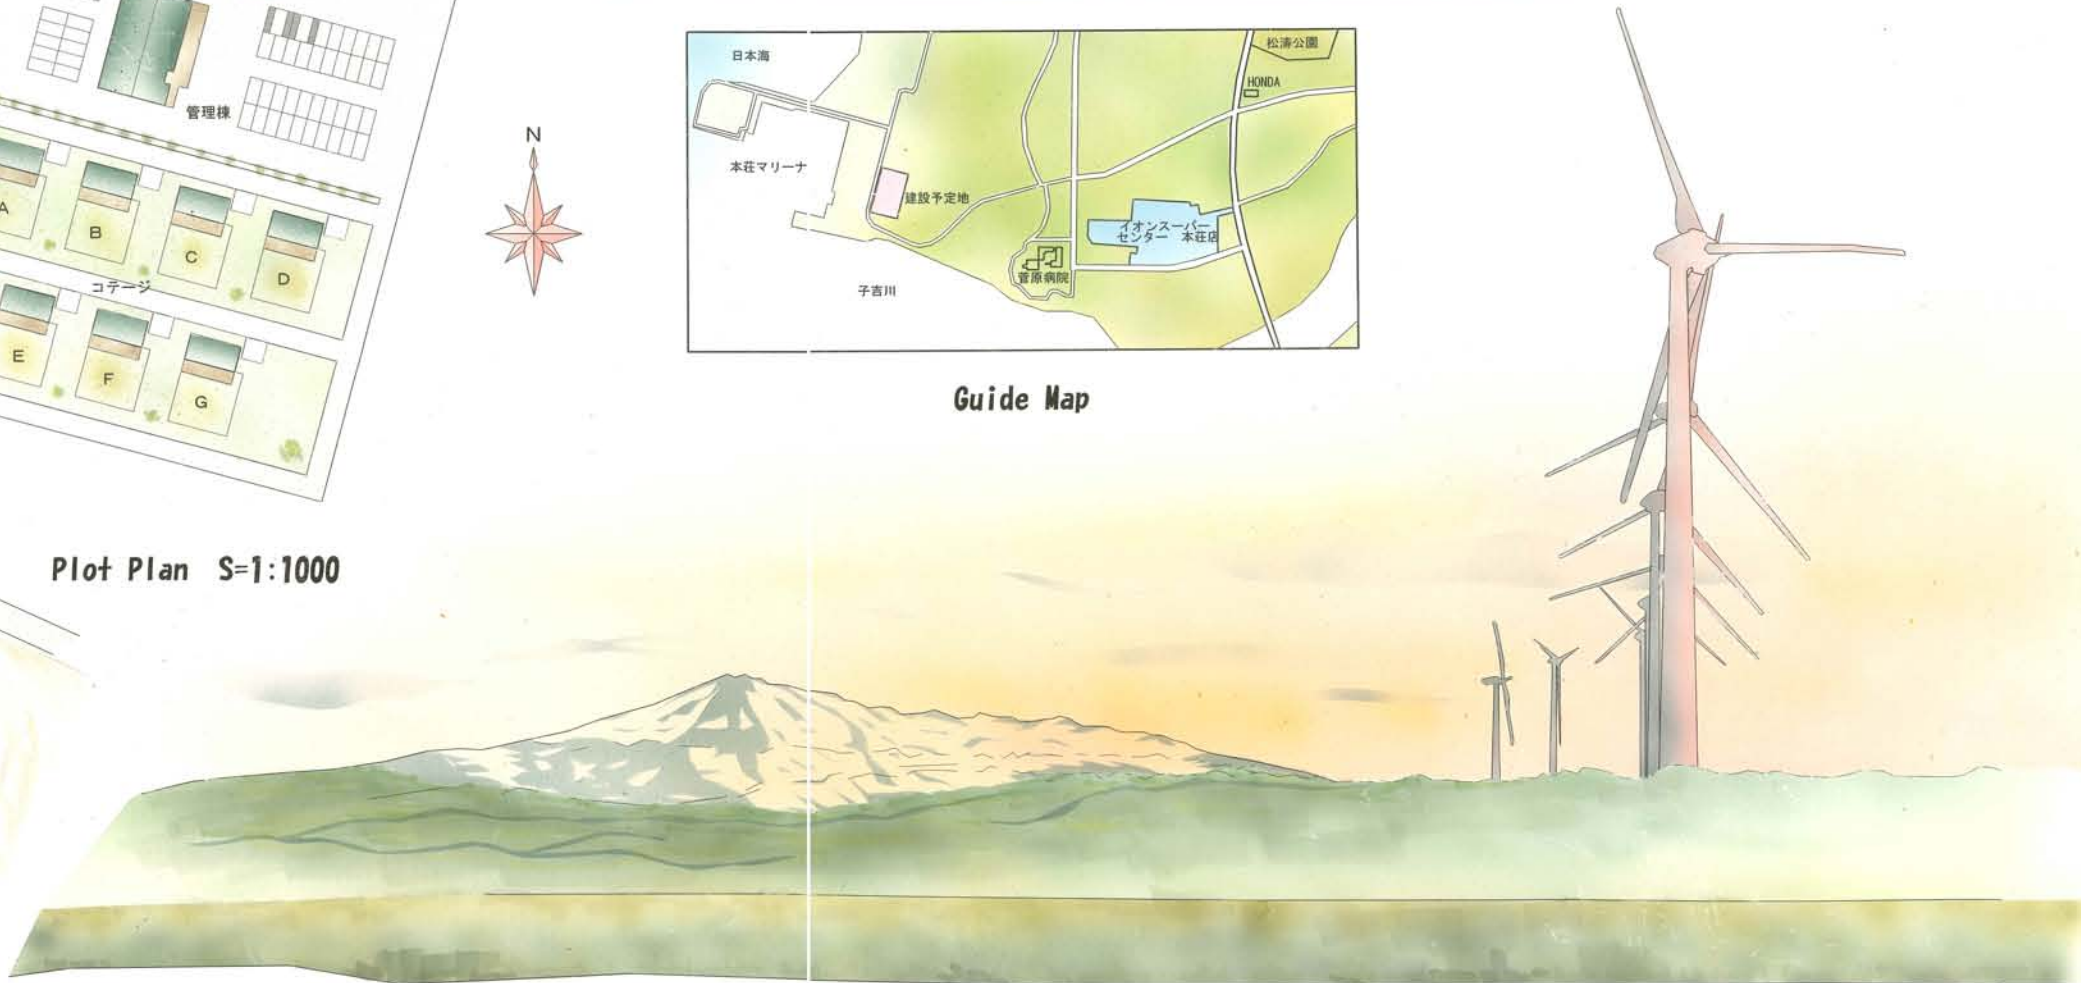 管理棟
A
B
C
D
コテージ
E
F
G
Plot Plan S=1:1000
N
日本海
松涛公園
HONDA
本荘マリーナ
建設予定地
イオンスーパー
センター 本荘店
菅原病院
子吉川
Guide Map